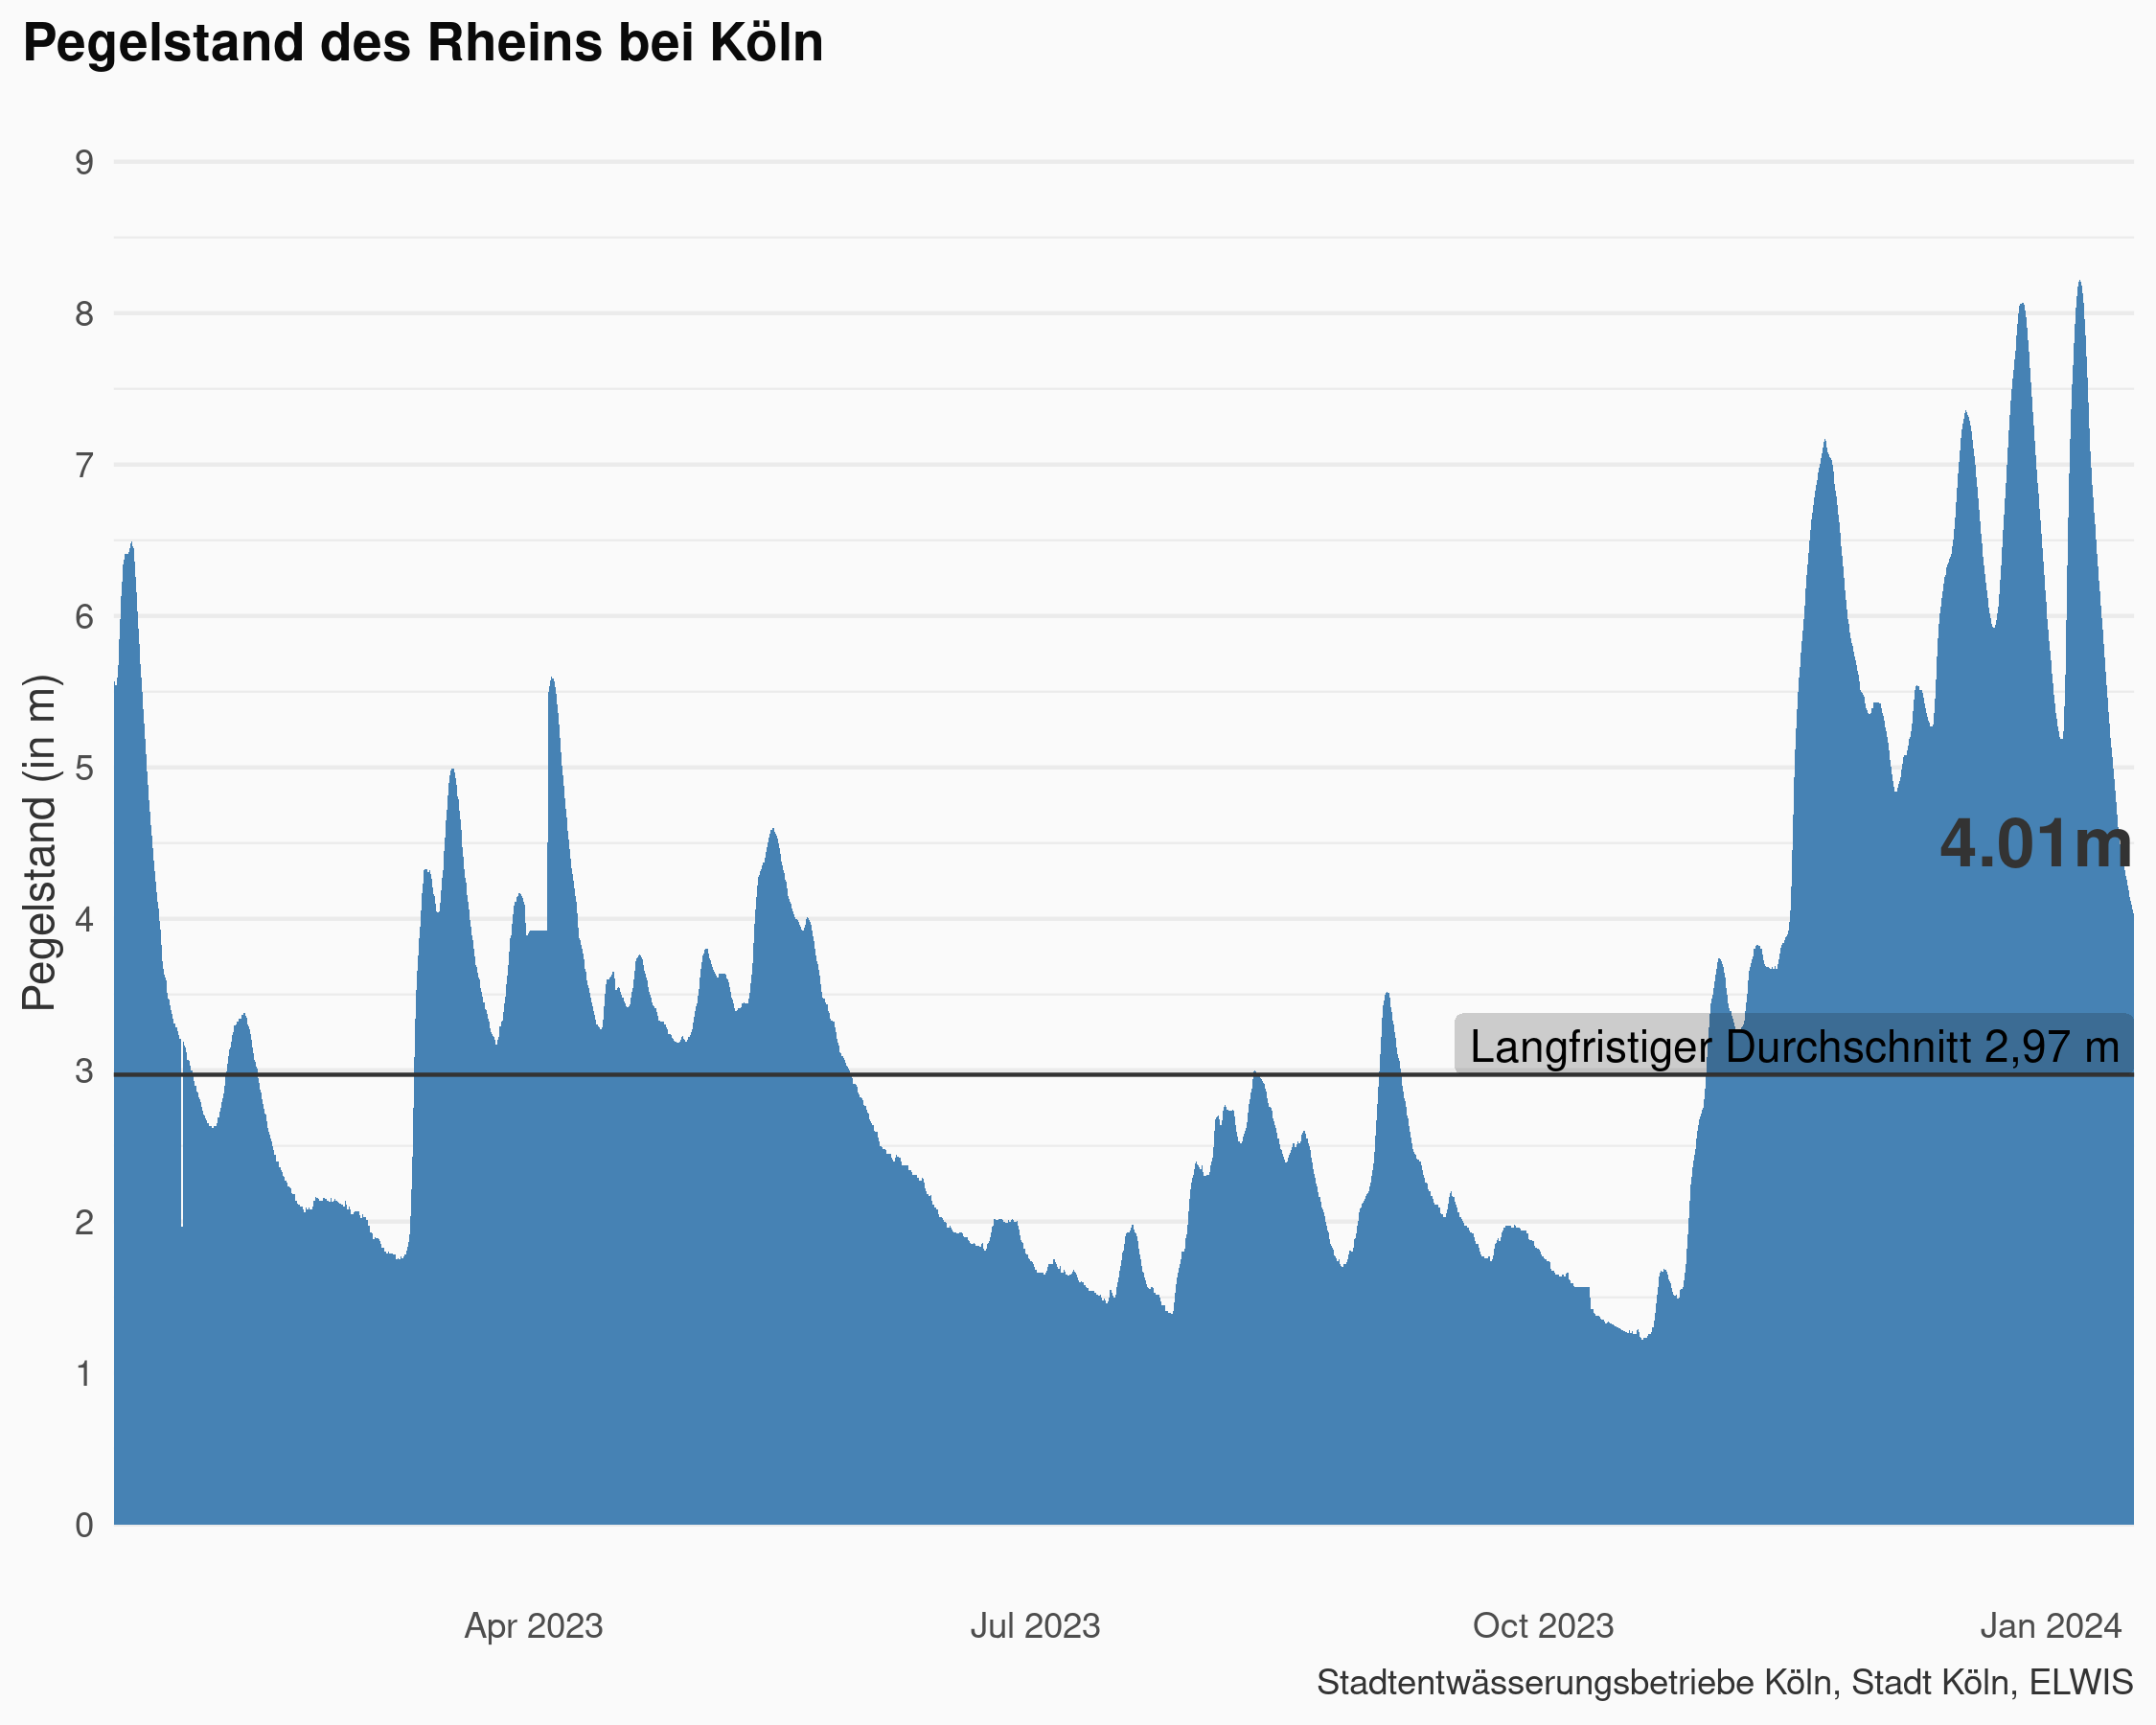 Pegelstand des Rheins bei Köln
9
8
7
6
5
4
3
2
1
0
Pegelstand (in m)
4.01m
Langfristiger Durchschnitt 2,97 m
Apr 2023
Jul 2023
Oct 2023
Jan 2024
Stadtentwässerungsbetriebe Köln, Stadt Köln, ELWIS